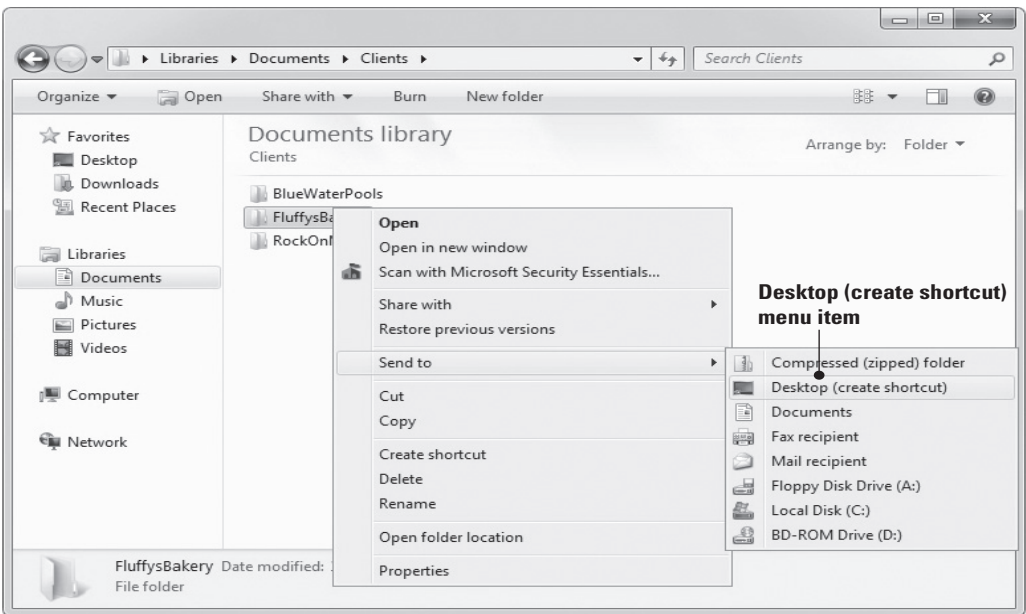 Libraries Documents Clients
Search Clients
Organize Open Share with Burn New folder
Favorites
Desktop
Downloads
Recent Places
Libraries
Documents
Music
Pictures
Videos
Computer
Network
Documents library
Clients
Arrange by: Folder
BlueWaterPools
FluffysBa
RockOn
Open
Open in new window
Scan with Microsoft Security Essentials...
Share with
Restore previous versions
Send to
Cut
Copy
Create shortcut
Delete
Rename
Open folder location
Properties
Desktop (create shortcut)
menu item
Compressed (zipped) folder
Desktop (create shortcut)
Documents
Fax recipient
Mail recipient
Floppy Disk Drive (A:)
Local Disk (C:)
BD-ROM Drive (D:)
FluffysBakery Date modified:
File folder